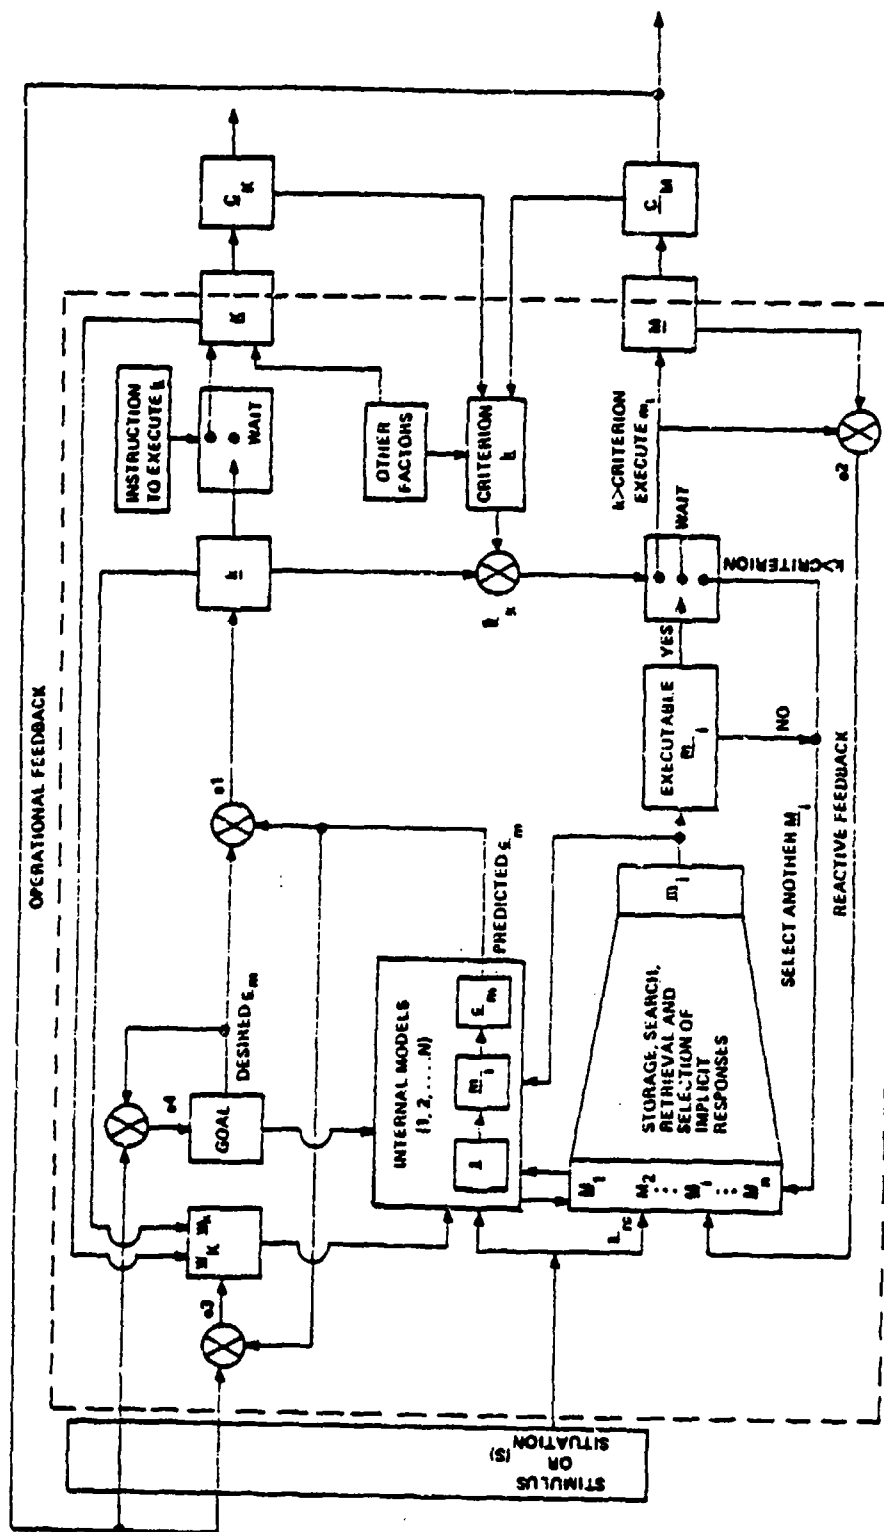 OPERATIONAL FEEDBACK
STIMULUS
OR
SITUATION
(S)
e3
W K W k
e4
GOAL
DESIRED c m
e1
k
INSTRUCTION
TO EXECUTE k
WAIT
K
C K
OTHER
FACTORS
CRITERION
k
INTERNAL MODELS
(1, 2, . . . . N)
m i
c m
PREDICTED c m
M 1
M 2
... M i ...
M n
STORAGE, SEARCH,
RETRIEVAL AND
SELECTION OF
IMPLICIT
RESPONSES
m i
EXECUTABLE
m i
YES
NO
WAIT
k>CRITERION
EXECUTE m i
k>CRITERION
M
C M
e2
SELECT ANOTHER M i
REACTIVE FEEDBACK